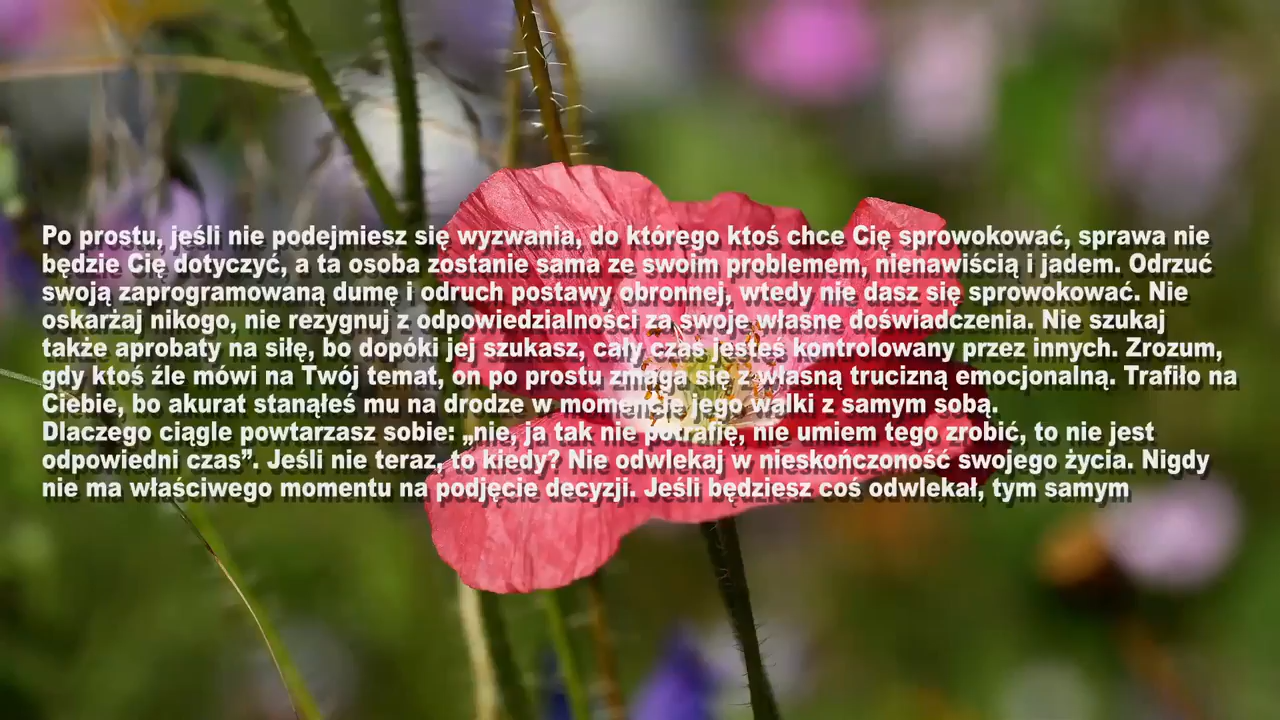 Po prostu, jeśli nie podejmiesz się wyzwania, do którego ktoś chce Cię sprowokować, sprawa nie
będzie Cię dotyczyć, a ta osoba zostanie sama ze swoim problemem, nienawiścią i jadem. Odrzuć
swoją zaprogramowaną dumę i odruch postawy obronnej, wtedy nie dasz się sprowokować. Nie
oskarżaj nikogo, nie rezygnuj z odpowiedzialności za swoje własne doświadczenia. Nie szukaj
także aprobaty na siłę, bo dopóki jej szukasz, cały czas jesteś kontrolowany przez innych. Zrozum,
gdy ktoś źle mówi na Twój temat, on po prostu zmaga się z własną trucizną emocjonalną. Trafiło na
Ciebie, bo akurat stanąłeś mu na drodze w momencie jego walki z samym sobą.
Dlaczego ciągle powtarzasz sobie: „nie, ja tak nie potrafię, nie umiem tego zrobić, to nie jest
odpowiedni czas”. Jeśli nie teraz, to kiedy? Nie odwlekaj w nieskończoność swojego życia. Nigdy
nie ma właściwego momentu na podjęcie decyzji. Jeśli będziesz coś odwlekał, tym samym